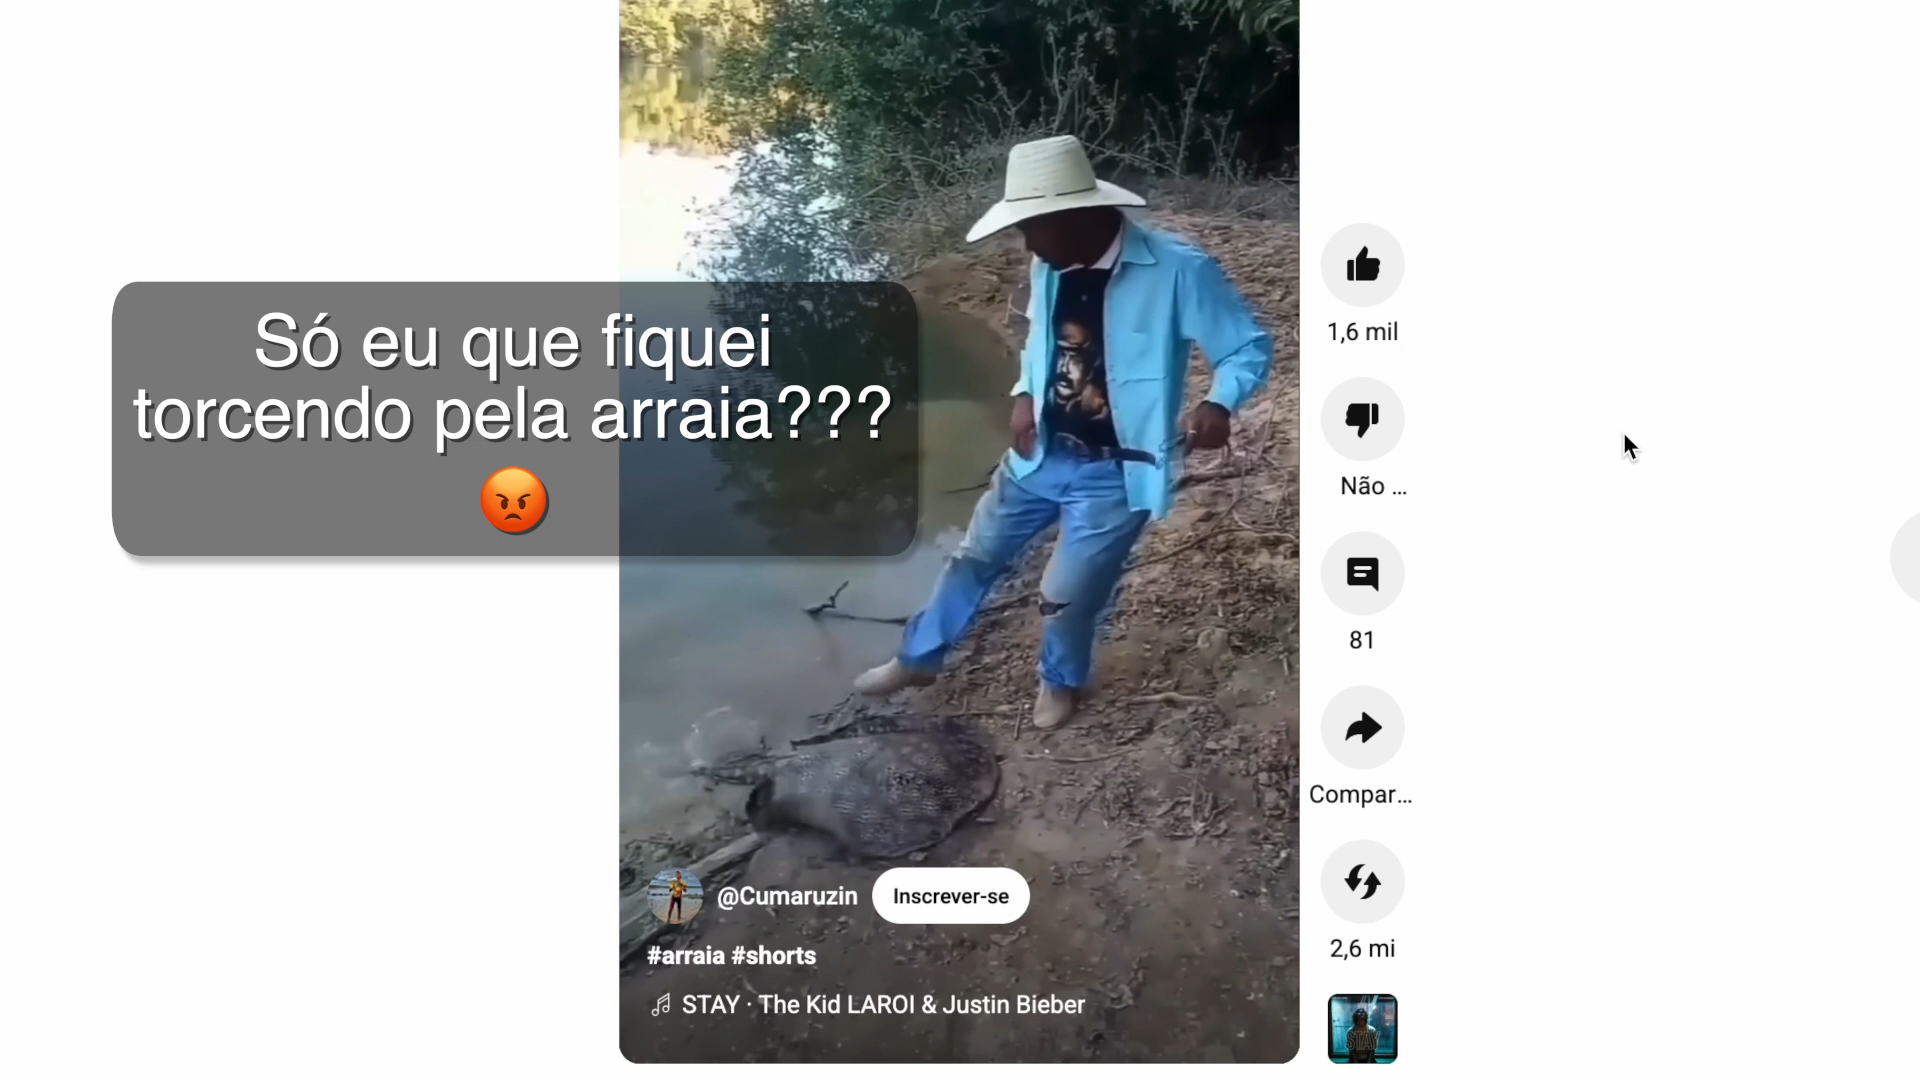 Só eu que fiquei
torcendo pela arraia???
😡
1,6 mil
Não ...
81
Compar...
2,6 mi
@Cumaruzin
Inscrever-se
#arraia #shorts
STAY · The Kid LAROI & Justin Bieber
STAY